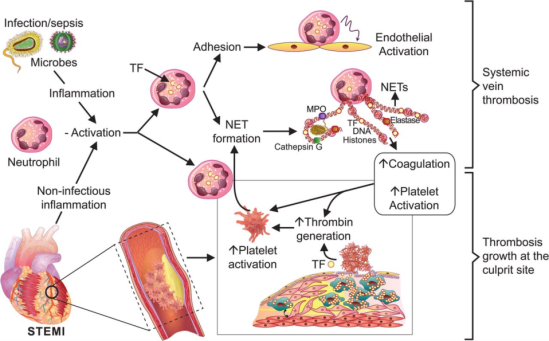 Infection/sepsis
Microbes
Inflammation
Neutrophil
- Activation
Non-infectious
inflammation
STEMI
TF
Adhesion
NET
formation
Endothelial
Activation
MPO
Cathepsin G
TF
DNA
Histones
NETs
Elastase
↑Coagulation
↑Platelet
Activation
↑Platelet
activation
↑Thrombin
generation
TF
Systemic
vein
thrombosis
Thrombosis
growth at the
culprit site